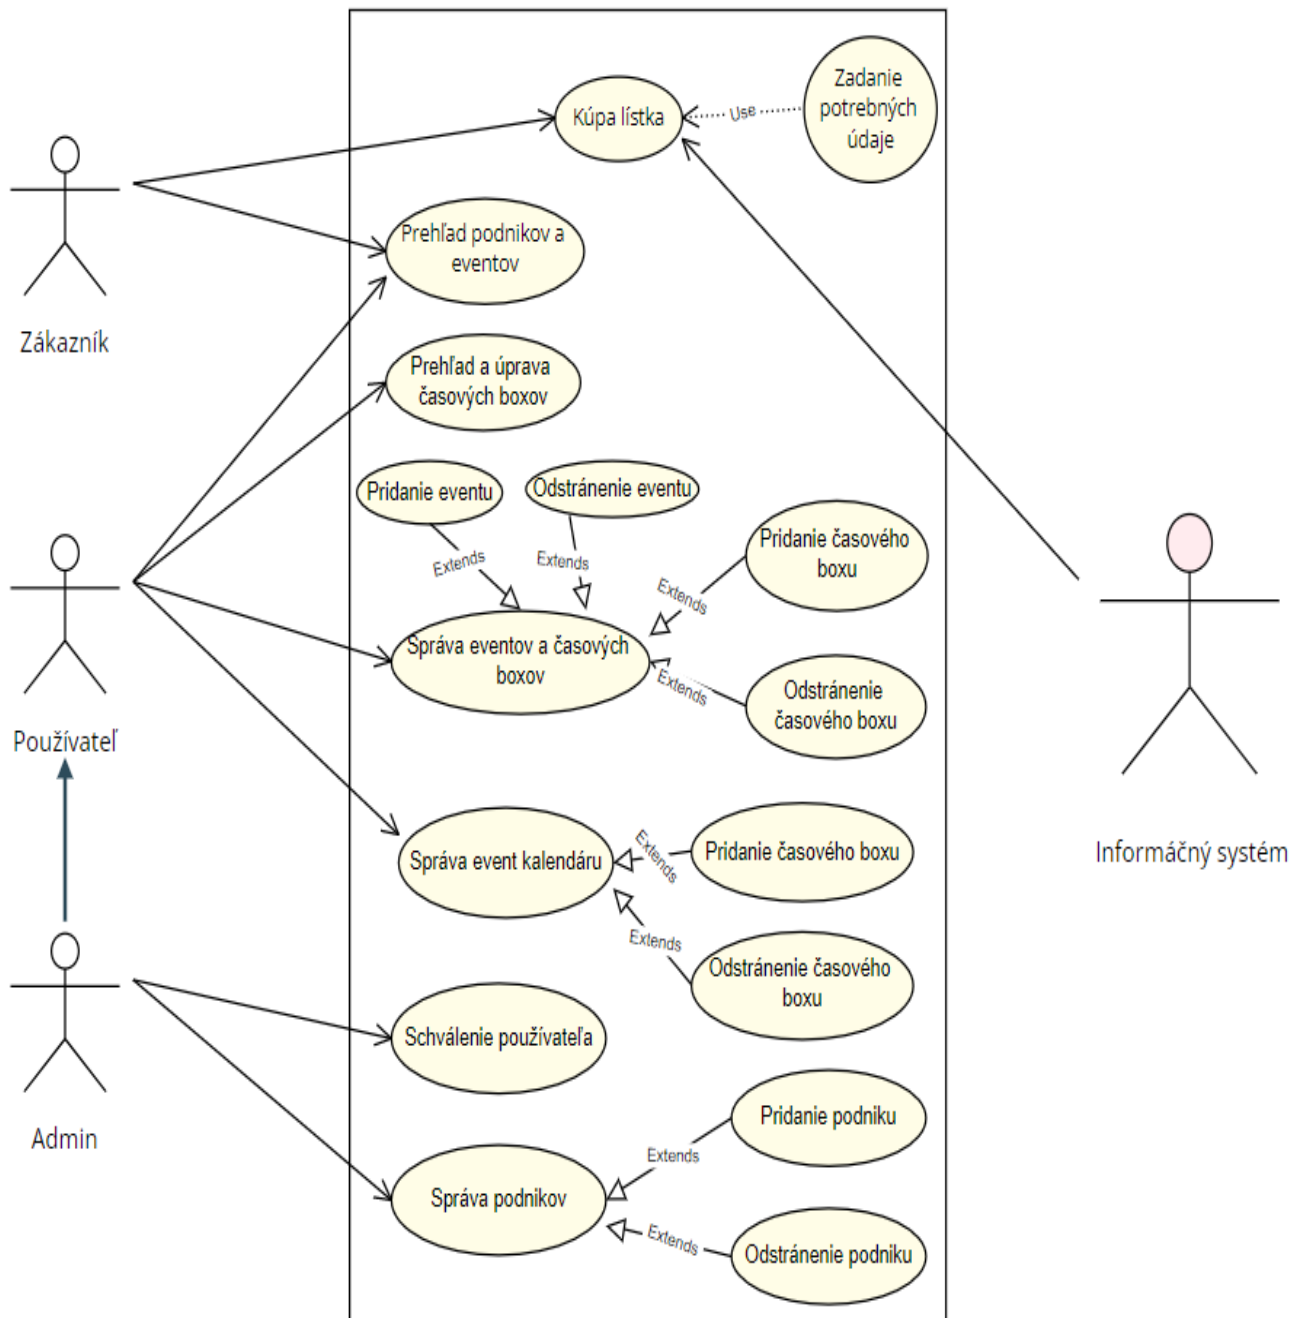 Zadanie
potrebných
údaje
Kúpa lístka
Use
Prehľad podnikov a
eventov
Zákazník
Prehľad a úprava
časových boxov
Pridanie eventu
Odstránenie eventu
Pridanie časového
boxu
Extends
Extends
Extends
Správa eventov a časových
boxov
Extends
Odstránenie
časového boxu
Používateľ
Správa event kalendáru
Extends
Pridanie časového boxu
Informáčný systém
Extends
Odstránenie časového
boxu
Schválenie používateľa
Admin
Pridanie podniku
Extends
Správa podnikov
Extends
Odstránenie podniku